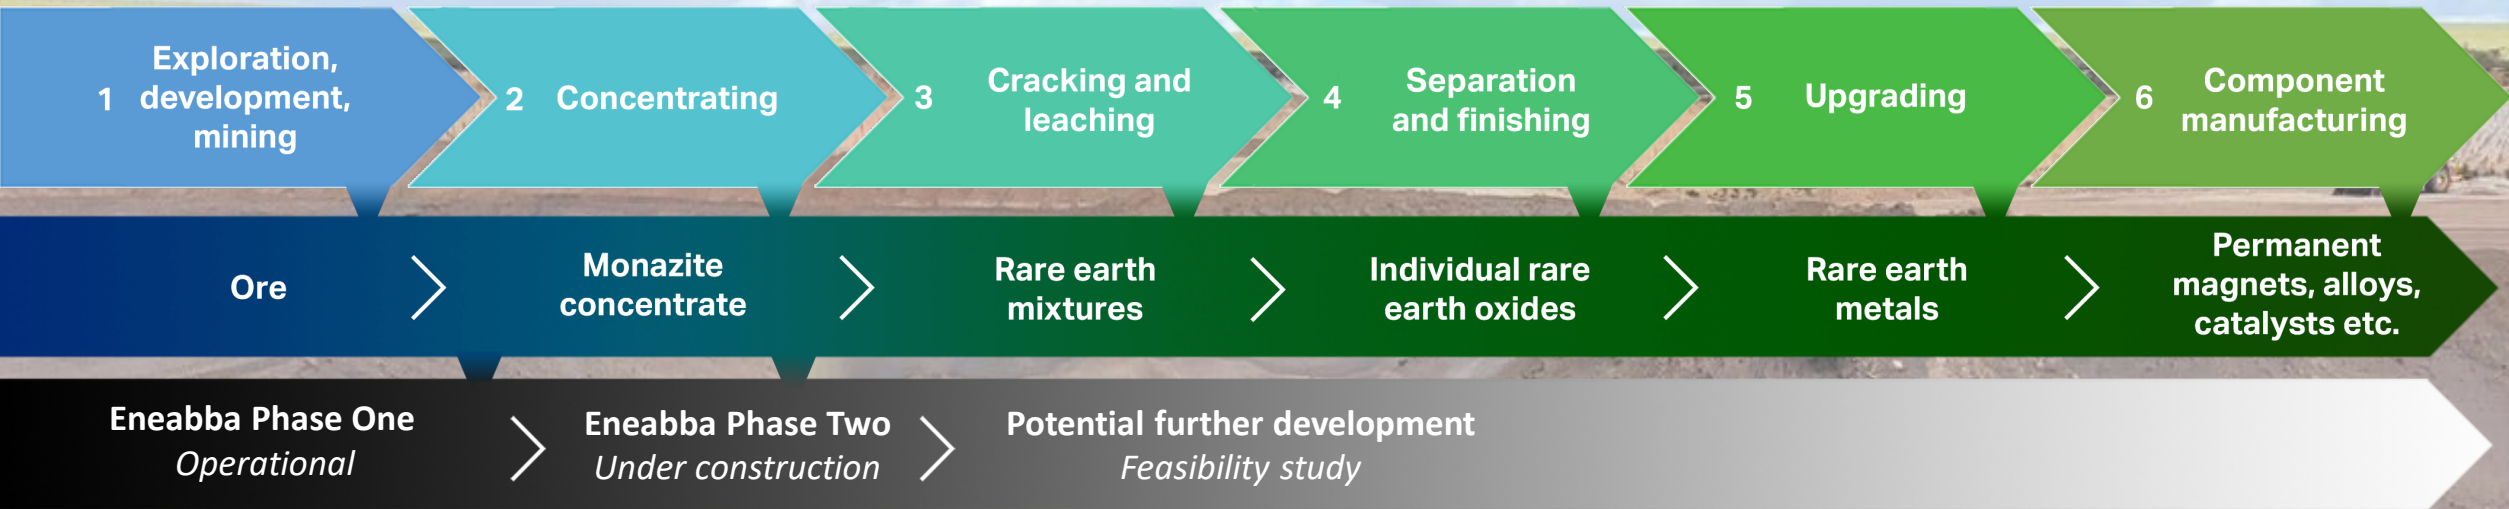 1
Exploration,
development,
mining
2
Concentrating
3
Cracking and
leaching
4
Separation
and finishing
5
Upgrading
6
Component
manufacturing
Ore
Monazite
concentrate
Rare earth
mixtures
Individual rare
earth oxides
Rare earth
metals
Permanent
magnets, alloys,
catalysts etc.
Eneabba Phase One
Operational
Eneabba Phase Two
Under construction
Potential further development
Feasibility study